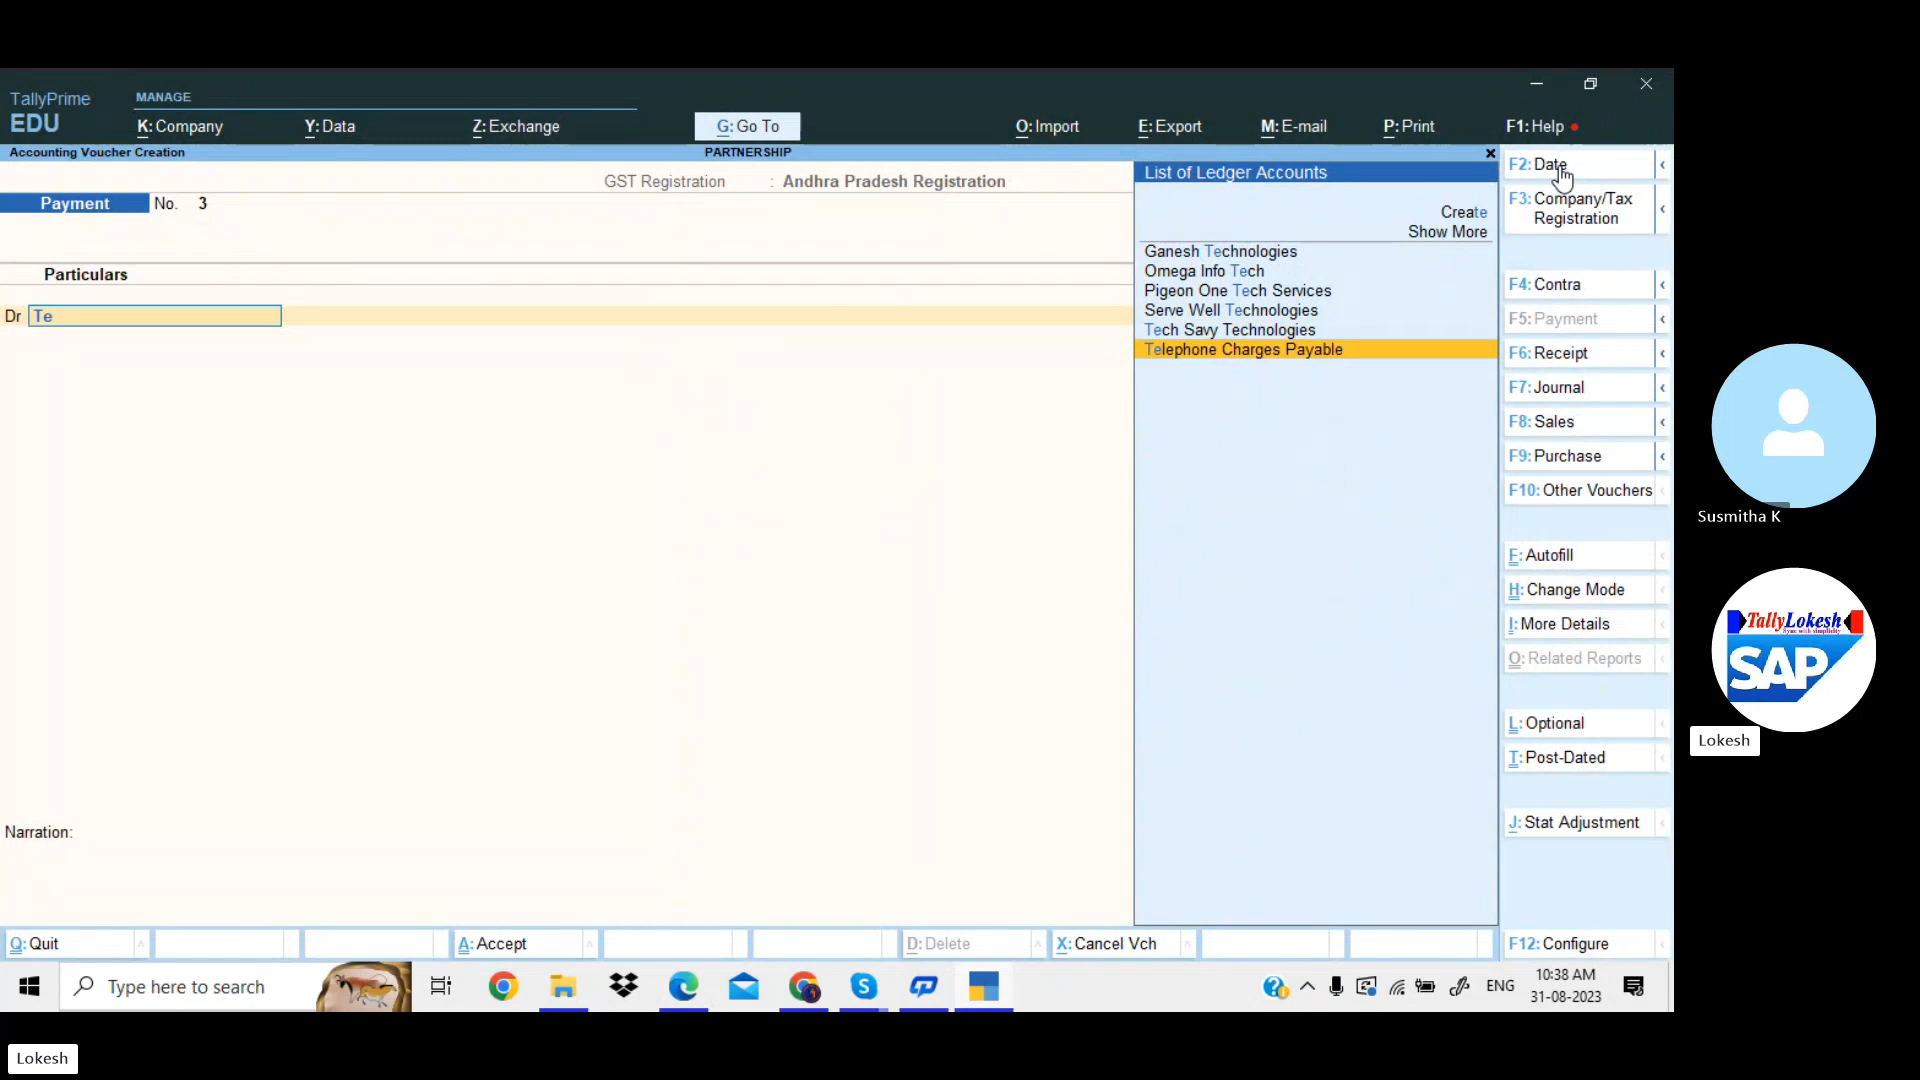 TallyPrime
EDU
MANAGE
K: Company
Y: Data
Z: Exchange
G: Go To
O: Import
E: Export
M: E-mail
P: Print
F1: Help
Accounting Voucher Creation
PARTNERSHIP
GST Registration : Andhra Pradesh Registration
Payment No. 3
Particulars
Dr Te
Narration:
List of Ledger Accounts
Create
Show More
Ganesh Technologies
Omega Info Tech
Pigeon One Tech Services
Serve Well Technologies
Tech Savy Technologies
Telephone Charges Payable
F2: Date
F3: Company/Tax
Registration
F4: Contra
F5: Payment
F6: Receipt
F7: Journal
F8: Sales
F9: Purchase
F10: Other Vouchers
F: Autofill
H: Change Mode
I: More Details
O: Related Reports
L: Optional
T: Post-Dated
J: Stat Adjustment
F12: Configure
Q: Quit
A: Accept
D: Delete
X: Cancel Vch
Type here to search
ENG
10:38 AM
31-08-2023
Susmitha K
TallyLokesh
Sync with simplicity
SAP
Lokesh
Lokesh